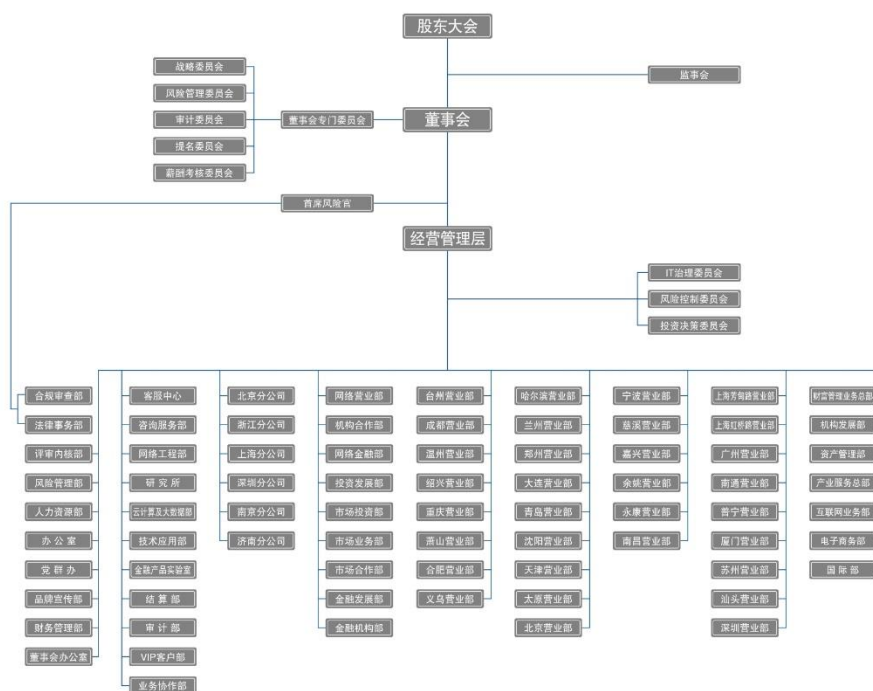 股东大会
战略委员会
监事会
风险管理委员会
审计委员会
董事会专门委员会
董事会
提名委员会
薪酬考核委员会
首席风险官
经营管理层
IT治理委员会
风险控制委员会
投资决策委员会
合规审查部
客服中心
北京分公司
网络营业部
台州营业部
哈尔滨营业部
宁波营业部
上海芳甸路营业部
财富管理业务总部
法律事务部
咨询服务部
浙江分公司
机构合作部
成都营业部
兰州营业部
慈溪营业部
上海红桥路营业部
机构发展部
评审内核部
网络工程部
上海分公司
网络金融部
温州营业部
郑州营业部
嘉兴营业部
广州营业部
资产管理部
风险管理部
研究所
深圳分公司
投资发展部
绍兴营业部
大连营业部
余姚营业部
南通营业部
产业服务总部
人力资源部
云计算及大数据部
南京分公司
市场投资部
重庆营业部
青岛营业部
永康营业部
普宁营业部
互联网业务部
办公室
技术应用部
济南分公司
市场业务部
萧山营业部
沈阳营业部
南昌营业部
厦门营业部
电子商务部
党群办
金融产品实验室
市场合作部
合肥营业部
天津营业部
苏州营业部
国际部
品牌宣传部
结算部
金融发展部
义乌营业部
太原营业部
汕头营业部
财务管理部
审计部
金融机构部
北京营业部
深圳营业部
董事会办公室
VIP客户部
业务协作部